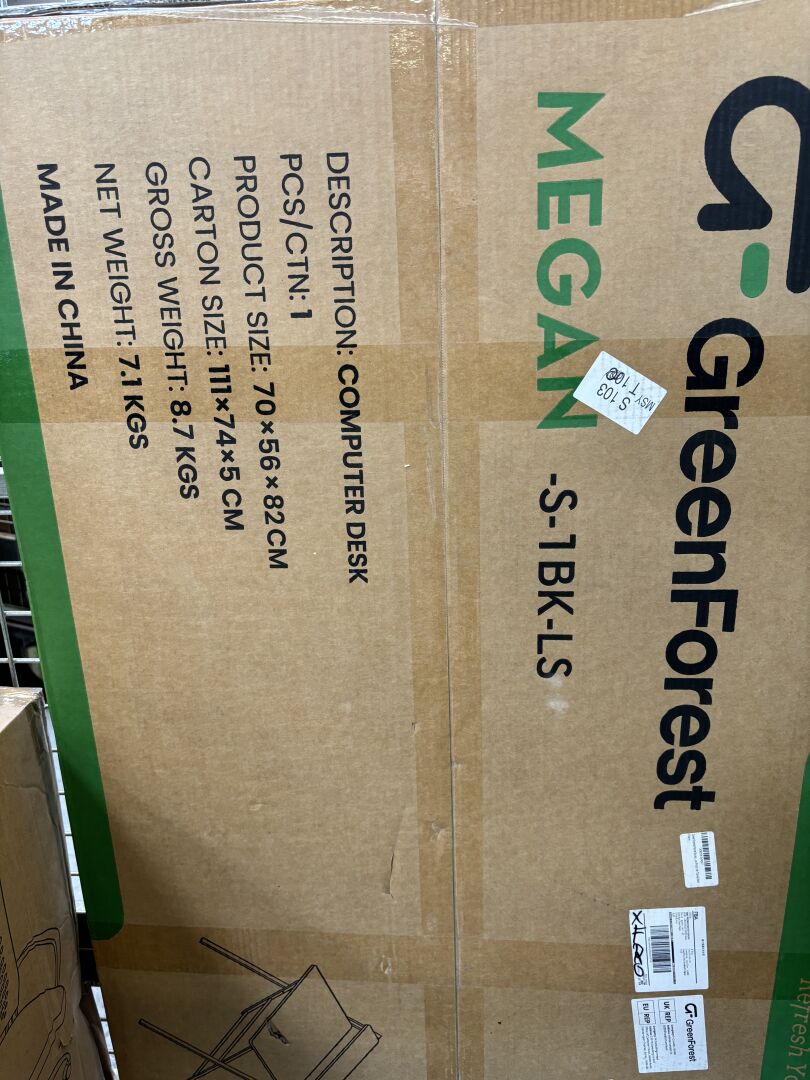 GreenForest
MEGAN -S-1BK-LS
S 103
MSY T100
DESCRIPTION: COMPUTER DESK
PCS/CTN: 1
PRODUCT SIZE: 70×56×82CM
CARTON SIZE: 111×74×5 CM
GROSS WEIGHT: 8.7 KGS
NET WEIGHT: 7.1 KGS
MADE IN CHINA
GreenForest
UK REP
EU REP
Refresh